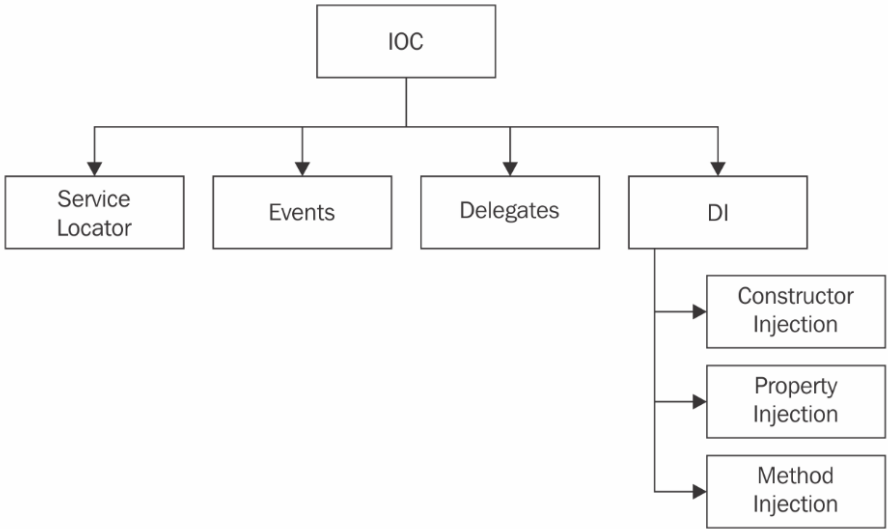 IOC
Service
Locator
Events
Delegates
DI
Constructor
Injection
Property
Injection
Method
Injection